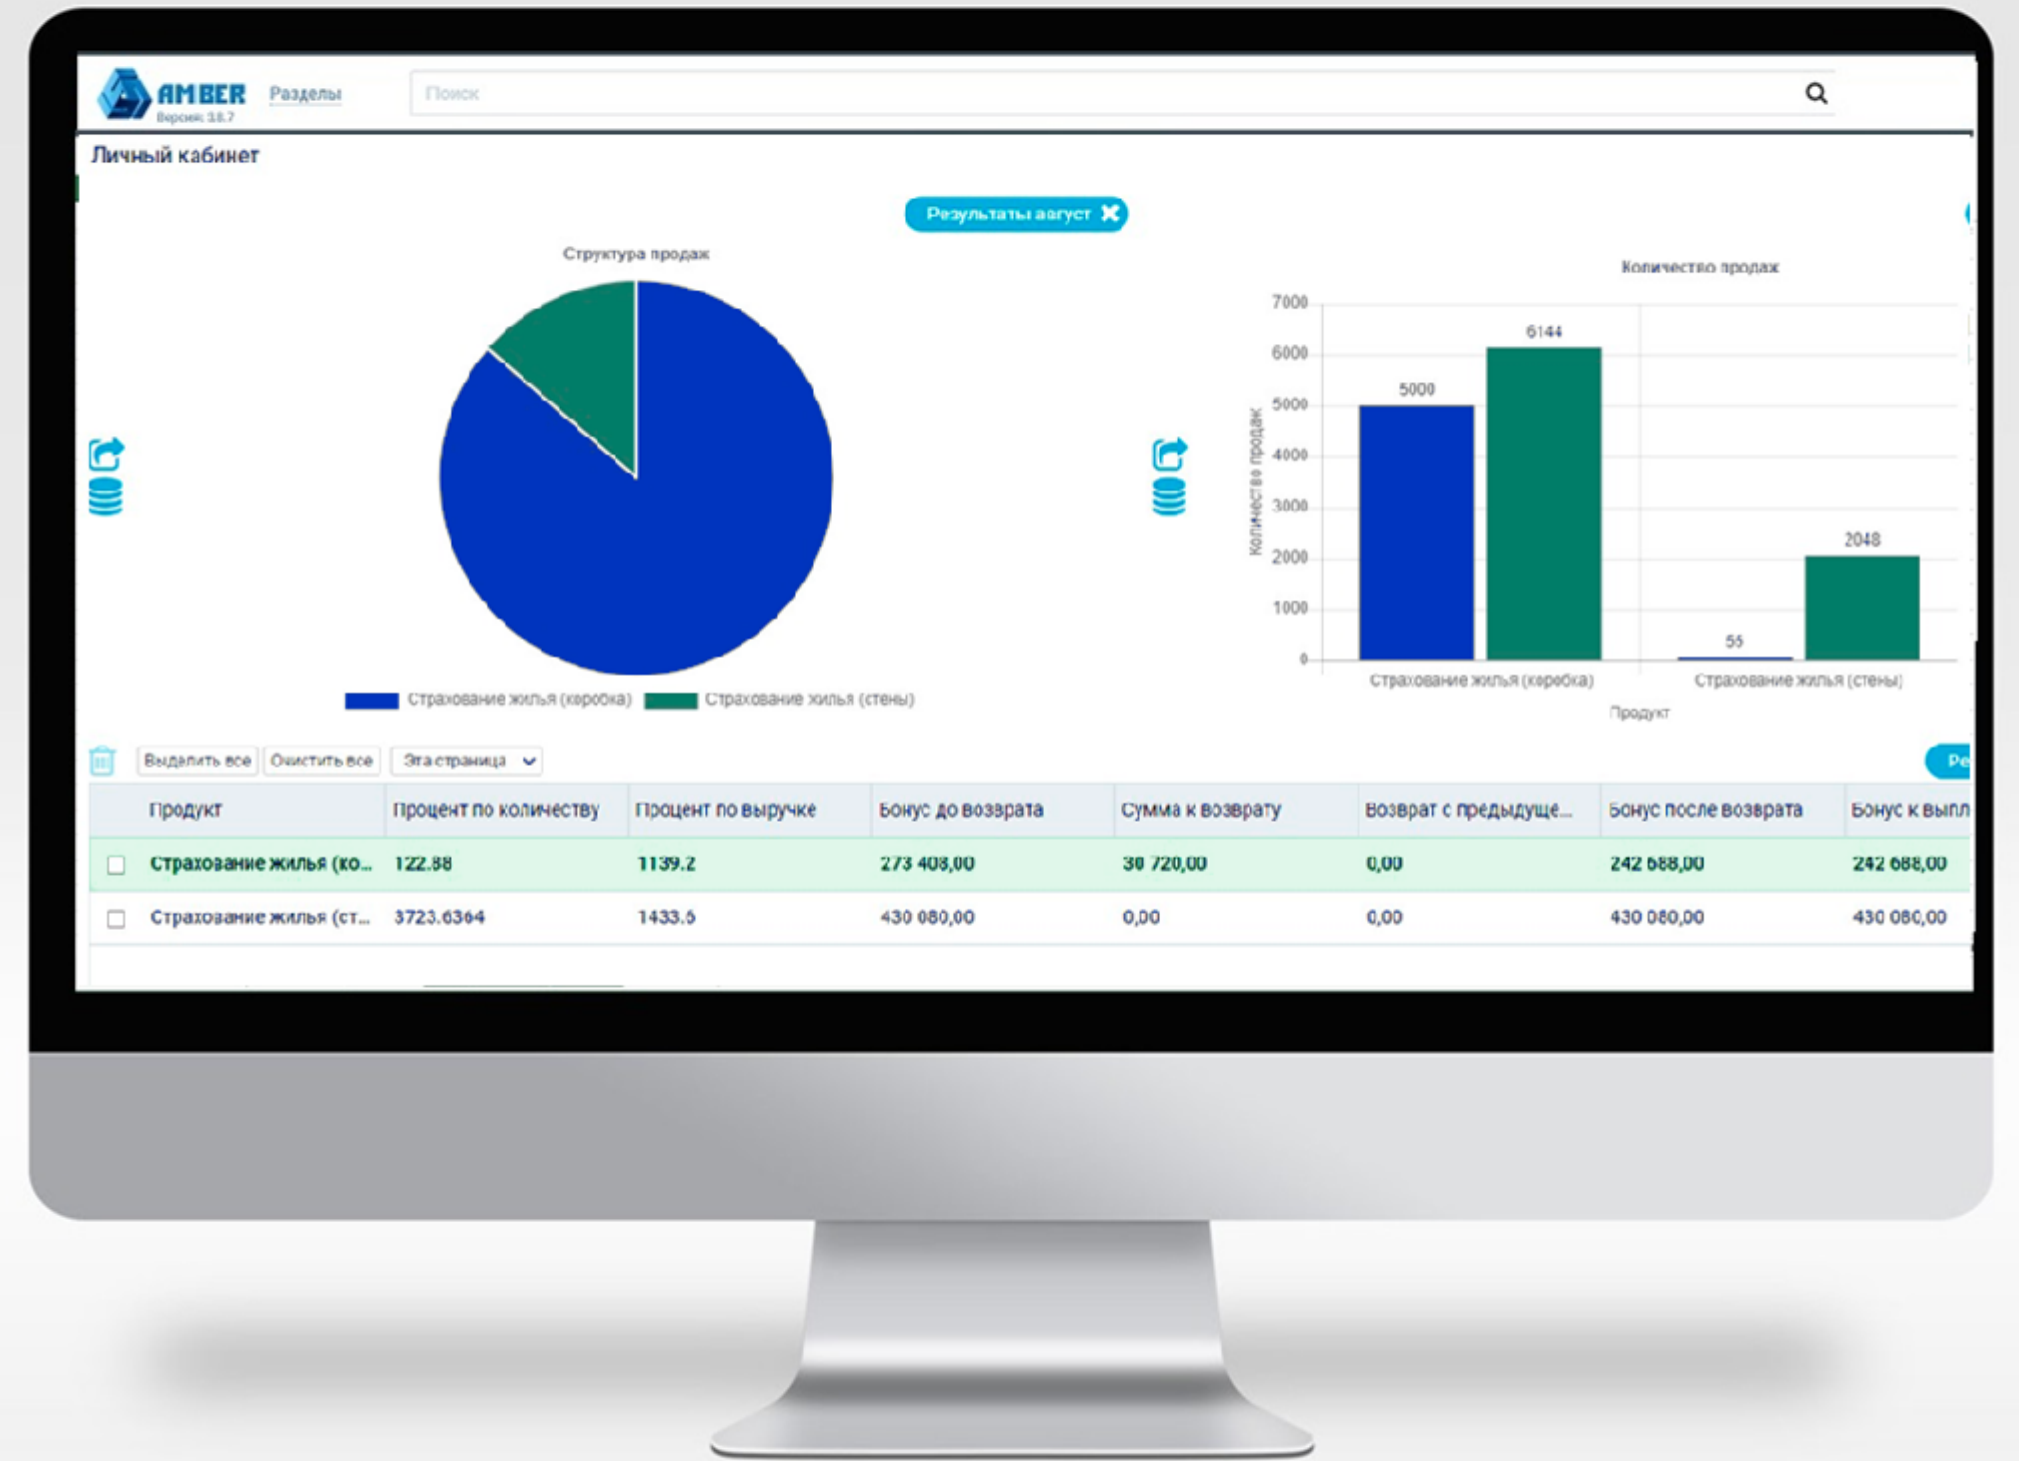 AMBER
Разделы
Поиск
Версия: 3.8.7
Личный кабинет
Результаты август
Структура продаж
Страхование жилья (коробка)
Страхование жилья (стены)
Количество продаж
Количество продаж
7000
6000
5000
4000
3000
2000
1000
0
5000
6144
55
2048
Страхование жилья (коробка)
Страхование жилья (стены)
Продукт
Выделить все
Очистить все
Эта страница
Ре
Продукт Процент по количеству Процент по выручке Бонус до возврата Сумма к возврату Возврат с предыдуще... Бонус после возврата Бонус к выпл
Страхование жилья (ко... 122.88 1139.2 273 408,00 30 720,00 0,00 242 688,00 242 688,00
Страхование жилья (ст... 3723.6364 1433.6 430 080,00 0,00 0,00 430 080,00 430 080,00